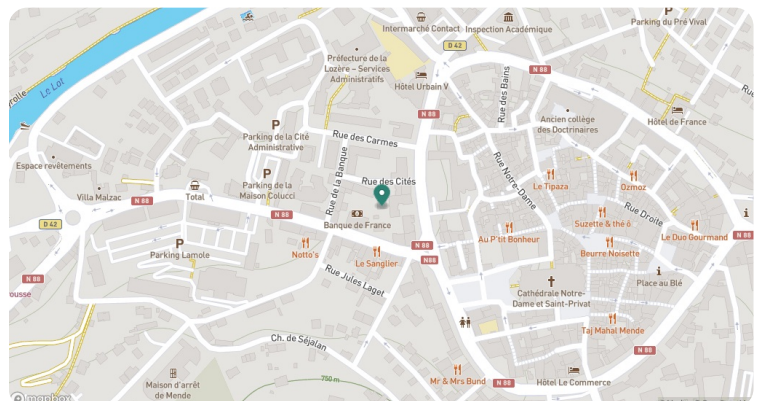 Intermarché Contact
Inspection Académique
Parking du Pré Vival
D 42
Préfecture de la
Lozère – Services
Administratifs
N 88
Hôtel Urbain V
Rue des Bains
Le Lot
Ancien collège
des Doctrinaires
Hôtel de France
Parking de la Cité
Administrative
Rue des Carmes
Rue de la Banque
Rue Notre-Dame
Espace revêtements
Villa Malzac
Total
Parking de la
Maison Colucci
Rue des Cités
Le Tipaza
Ozmoz
N 88
N 88
D 42
Banque de France
Rue Droite
Suzette & thé ô
Le Duo Gourmand
Parking Lamole
Notto's
Le Sanglier
N 88
N88
Au P'tit Bonheur
Beurre Noisette
N 88
N 88
Rue Jules Laget
Place au Blé
Cathédrale Notre-
Dame et Saint-Privat
Taj Mahal Mende
Ch. de Séjalan
N 88
750 m
Maison d'arrêt
de Mende
Mr & Mrs Bund
N 88
Hôtel Le Commerce
mapbox